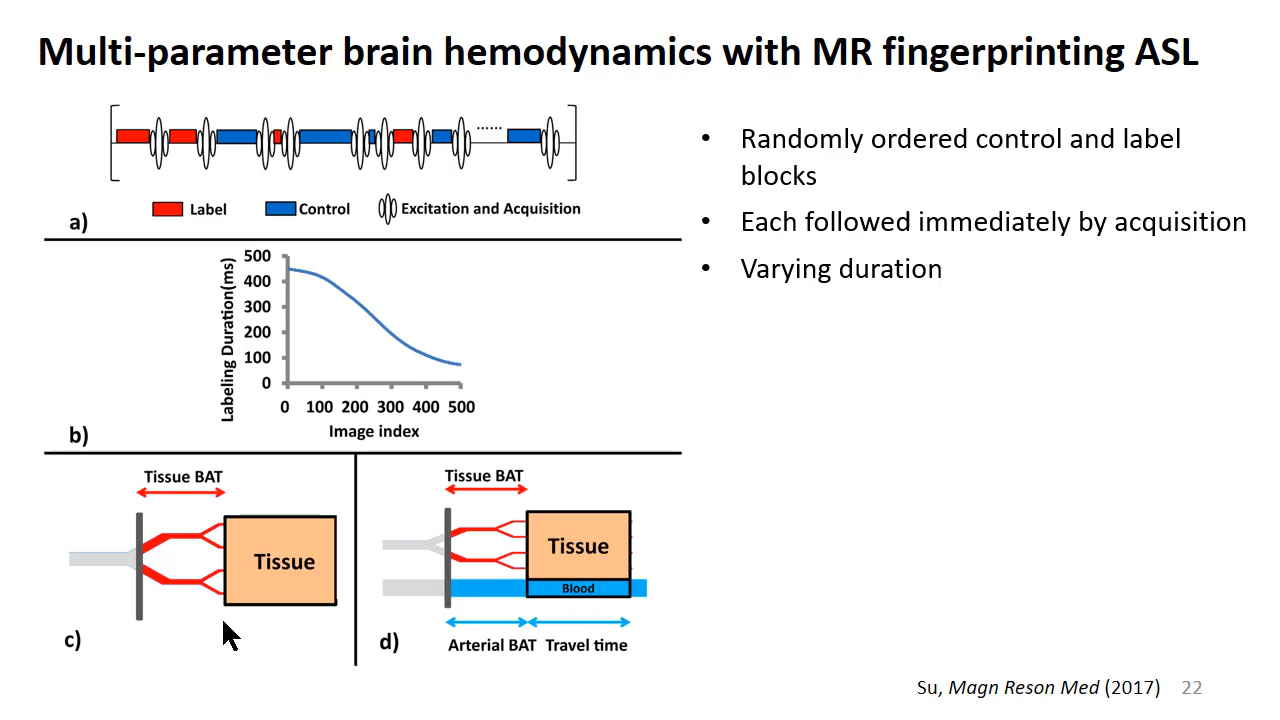 Multi-parameter brain hemodynamics with MR fingerprinting ASL
......
Label Control Excitation and Acquisition
a)
• Randomly ordered control and label
blocks
• Each followed immediately by acquisition
• Varying duration
Labeling Duration(ms)
500
400
300
200
100
0
0 100 200 300 400 500
Image index
b)
Tissue BAT
Tissue
c)
Tissue BAT
Tissue
Blood
Arterial BAT Travel time
d)
Su, Magn Reson Med (2017) 22